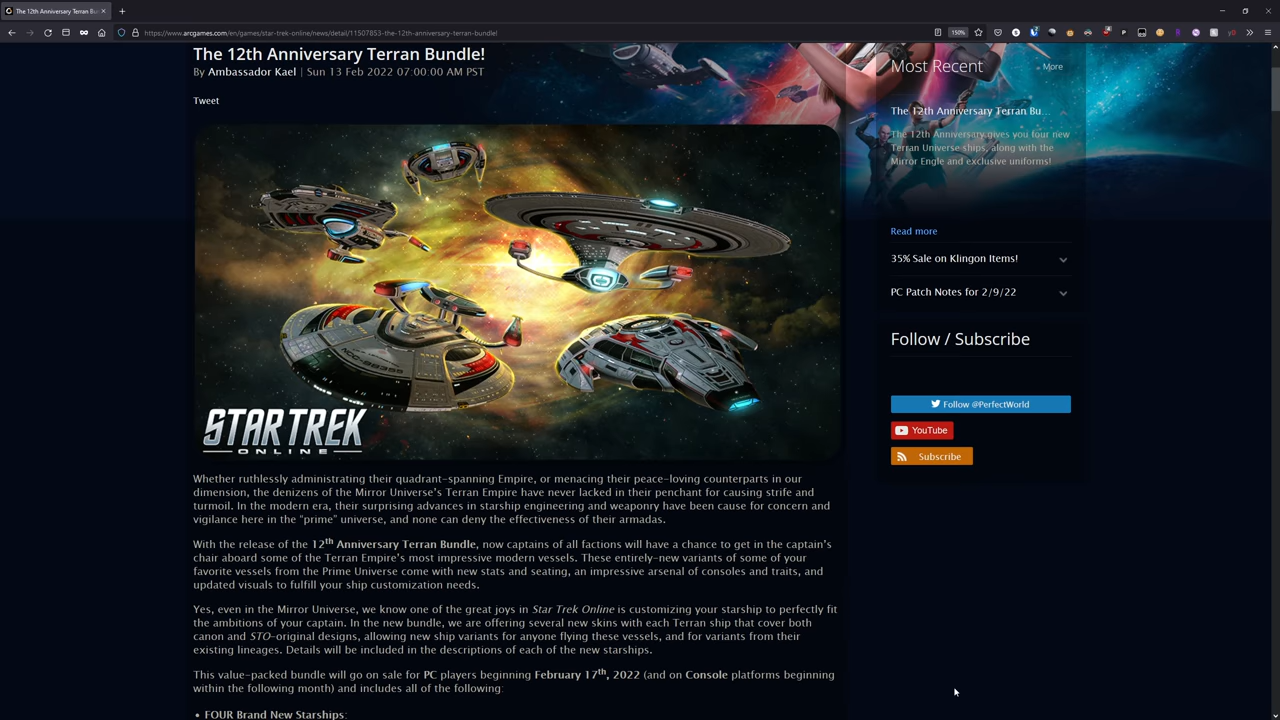 The 12th Anniversary Terran Bu
https://www.arcgames.com/en/games/star-trek-online/news/detail/11507853-the-12th-anniversary-terran-bundle
150%
The 12th Anniversary Terran Bundle!
By Ambassador Kael | Sun 13 Feb 2022 07:00:00 AM PST
Tweet
STAR TREK
ONLINE
Whether ruthlessly administrating their quadrant-spanning Empire, or menacing their peace-loving counterparts in our
dimension, the denizens of the Mirror Universe's Terran Empire have never lacked in their penchant for causing strife and
turmoil. In the modern era, their surprising advances in starship engineering and weaponry have been cause for concern and
vigilance here in the "prime" universe, and none can deny the effectiveness of their armadas.
With the release of the 12th Anniversary Terran Bundle, now captains of all factions will have a chance to get in the captain's
chair aboard some of the Terran Empire's most impressive modern vessels. These entirely-new variants of some of your
favorite vessels from the Prime Universe come with new stats and seating, an impressive arsenal of consoles and traits, and
updated visuals to fulfill your ship customization needs.
Yes, even in the Mirror Universe, we know one of the great joys in Star Trek Online is customizing your starship to perfectly fit
the ambitions of your captain. In the new bundle, we are offering several new skins with each Terran ship that cover both
canon and STO-original designs, allowing new ship variants for anyone flying these vessels, and for variants from their
existing lineages. Details will be included in the descriptions of each of the new starships.
This value-packed bundle will go on sale for PC players beginning February 17th, 2022 (and on Console platforms beginning
within the following month) and includes all of the following:
• FOUR Brand New Starships:
Most Recent
More
The 12th Anniversary Terran Bu...
The 12th Anniversary gives you four new
Terran Universe ships, along with the
Mirror Engle and exclusive uniforms!
Read more
35% Sale on Klingon Items!
PC Patch Notes for 2/9/22
Follow / Subscribe
Follow @PerfectWorld
YouTube
Subscribe